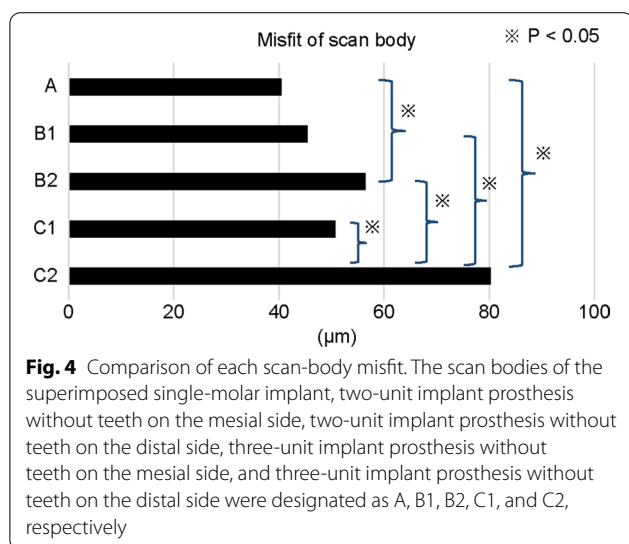 Misfit of scan body
※ P < 0.05
A
※
B1
※
B2
※
※
C1
※
C2
0 20 40 60 80 100
(μm)
Fig. 4 Comparison of each scan-body misfit. The scan bodies of the
superimposed single-molar implant, two-unit implant prosthesis
without teeth on the mesial side, two-unit implant prosthesis without
teeth on the distal side, three-unit implant prosthesis without
teeth on the mesial side, and three-unit implant prosthesis without
teeth on the distal side were designated as A, B1, B2, C1, and C2,
respectively